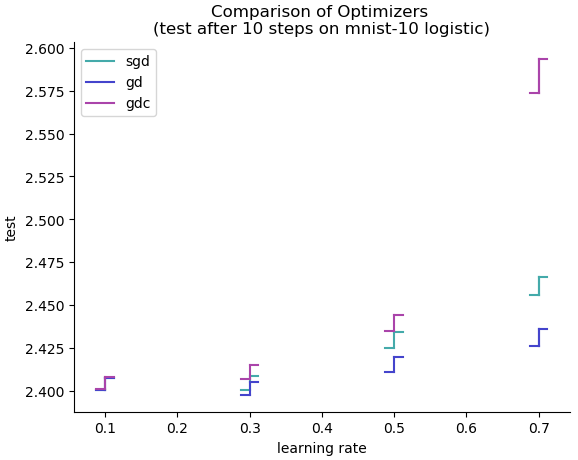 Comparison of Optimizers
(test after 10 steps on mnist-10 logistic)
sgd
gd
gdc
2.600
2.575
2.550
2.525
2.500
2.475
2.450
2.425
2.400
test
0.1 0.2 0.3 0.4 0.5 0.6 0.7
learning rate